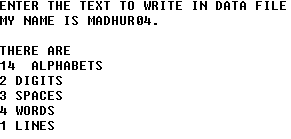 ENTER THE TEXT TO WRITE IN DATA FILE
MY NAME IS MADHUR04.
THERE ARE
14  ALPHABETS
2 DIGITS
3 SPACES
4 WORDS
1 LINES